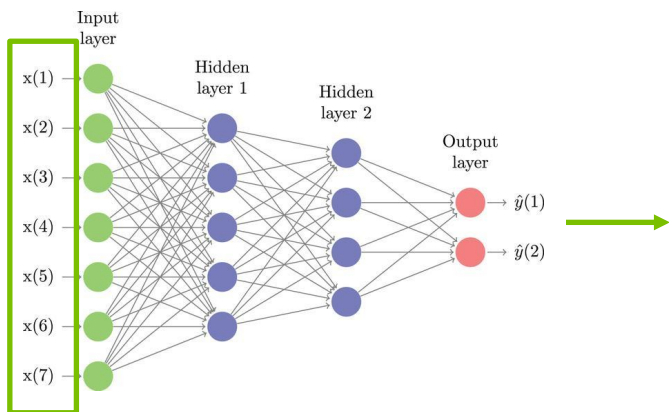 Input
layer
Hidden
layer 1
Hidden
layer 2
Output
layer
x(1)
x(2)
x(3)
x(4)
x(5)
x(6)
x(7)
ŷ(1)
ŷ(2)